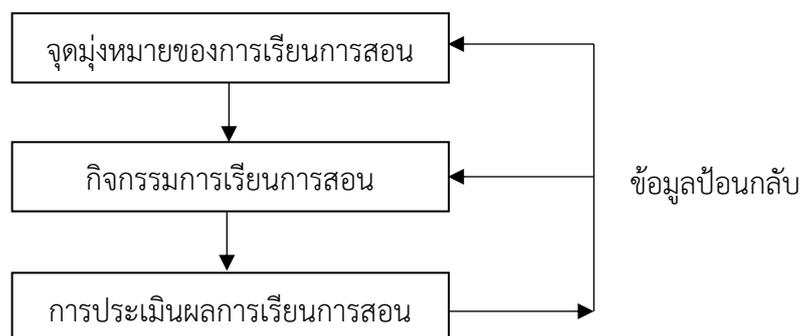 จุดมุ่งหมายของการเรียนการสอน
กิจกรรมการเรียนการสอน
ข้อมูลป้อนกลับ
การประเมินผลการเรียนการสอน